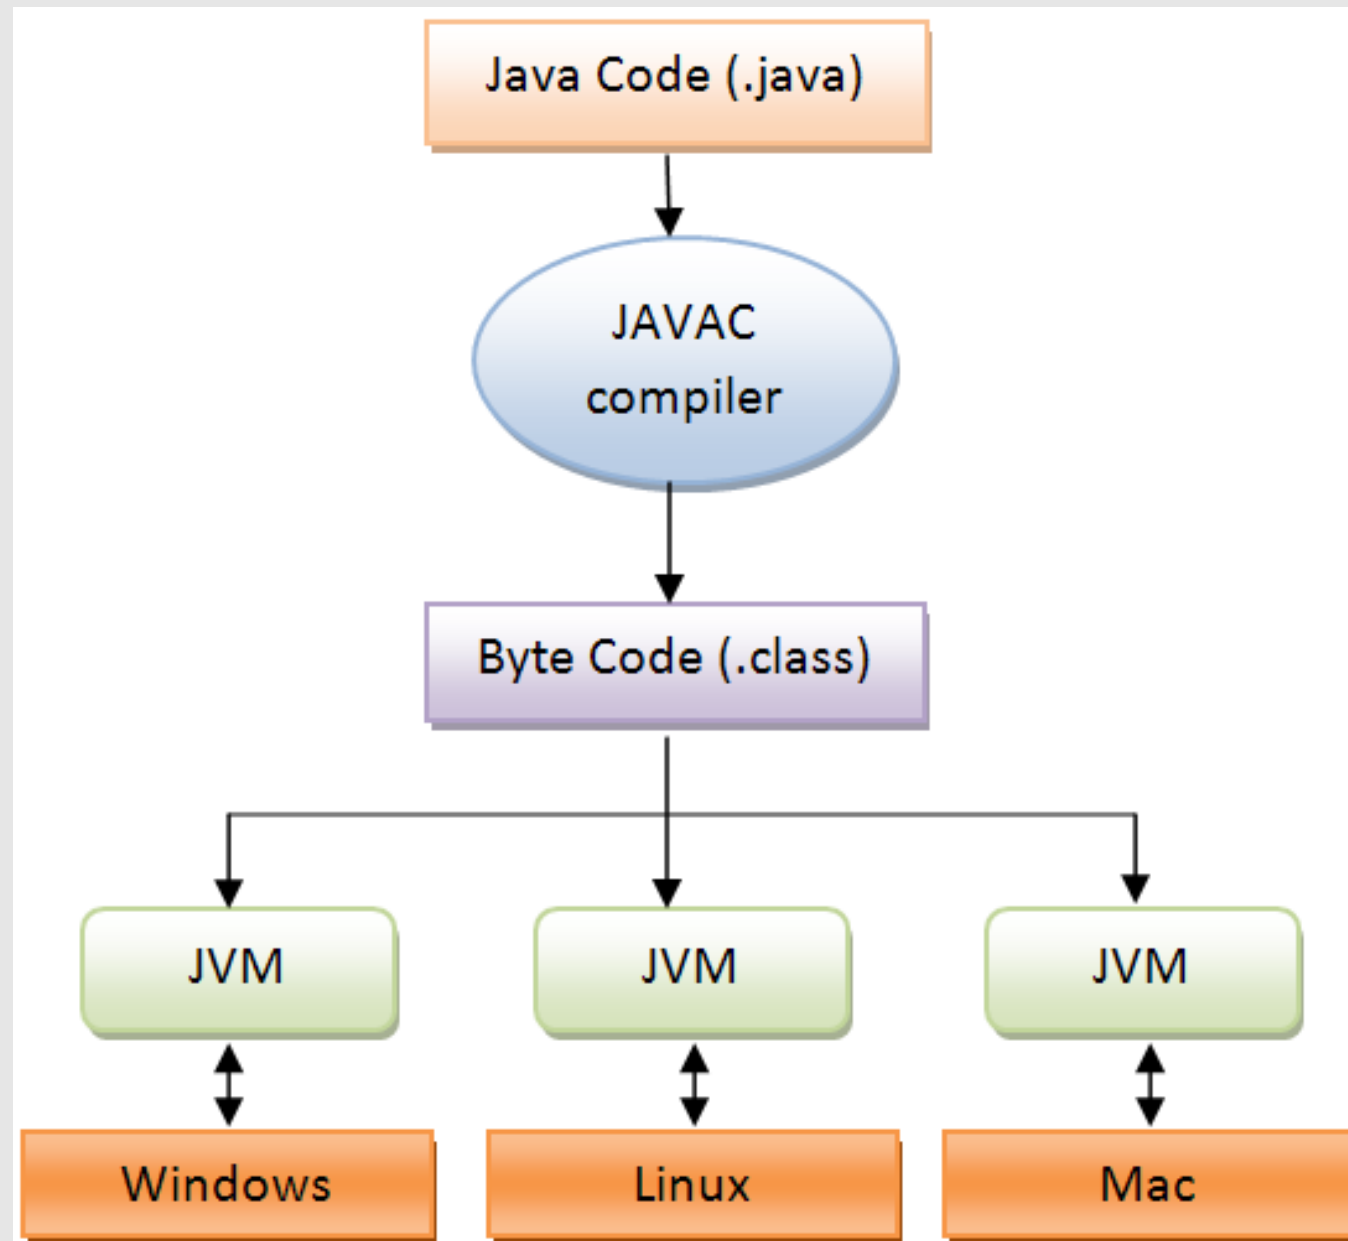 Java Code (.java)
JAVAC
compiler
Byte Code (.class)
JVM
JVM
JVM
Windows
Linux
Mac